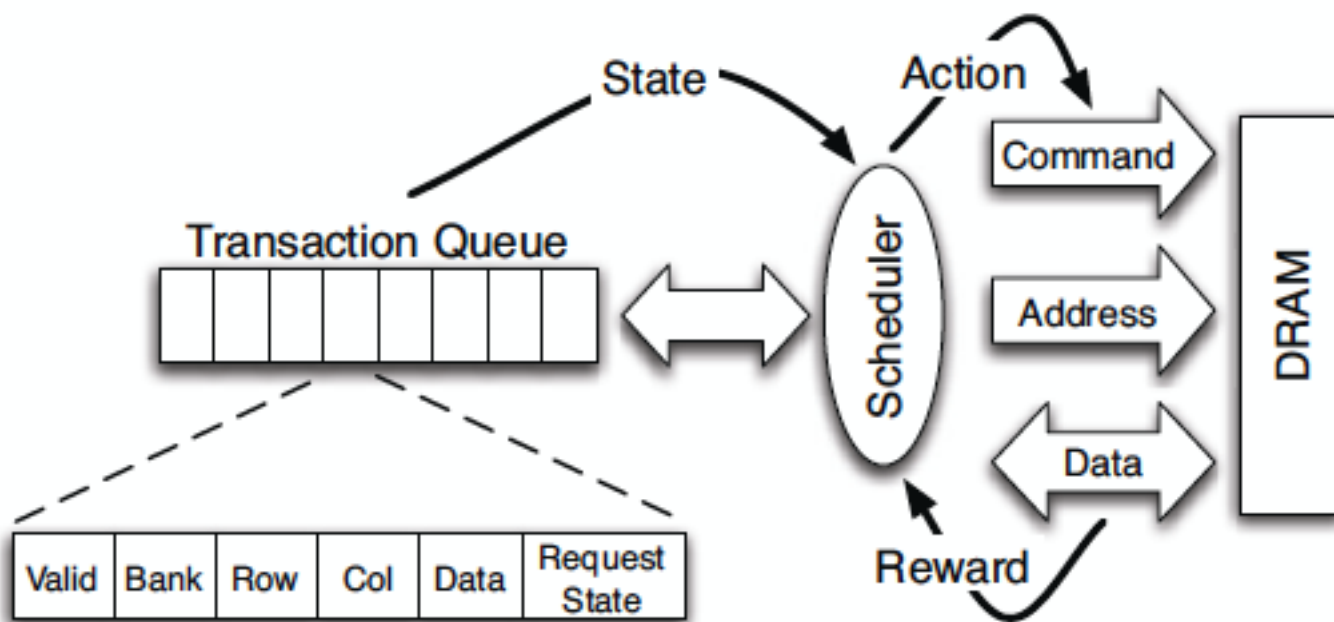 State
Action
Command
Transaction Queue
Scheduler
Address
DRAM
Data
Reward
Valid
Bank
Row
Col
Data
Request
State